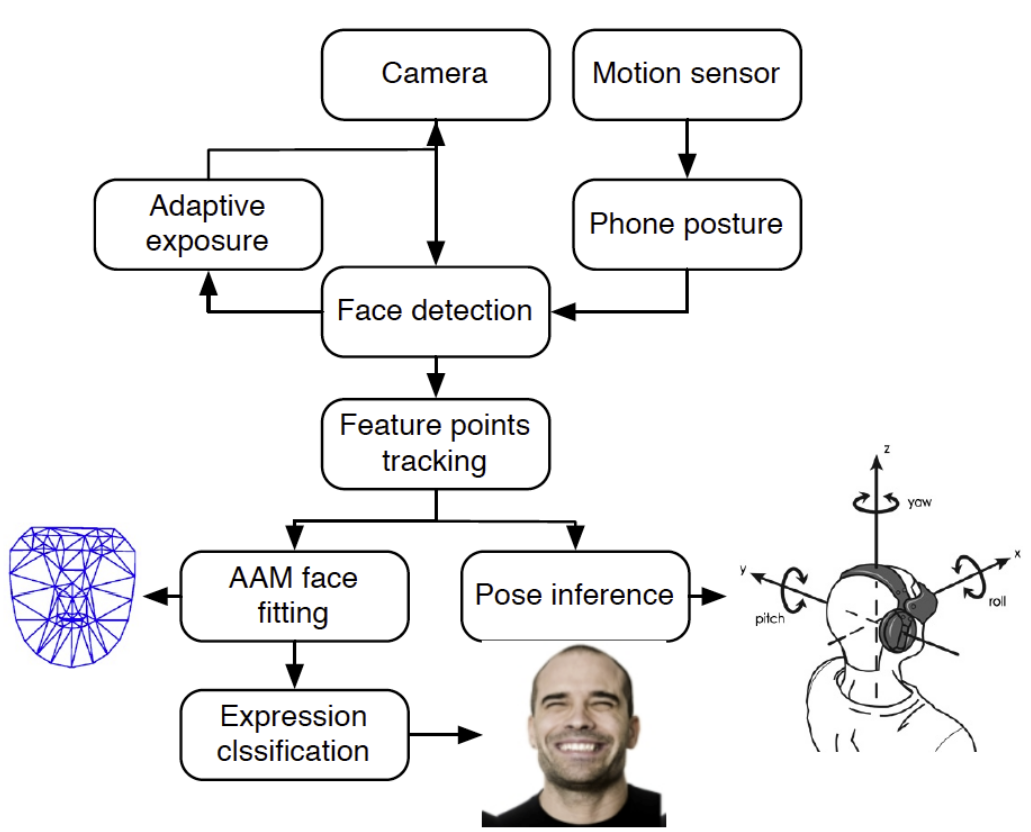 Camera
Motion sensor
Adaptive
exposure
Phone posture
Face detection
Feature points
tracking
AAM face
fitting
Pose inference
Expression
clssification
z
yaw
y
pitch
x
roll